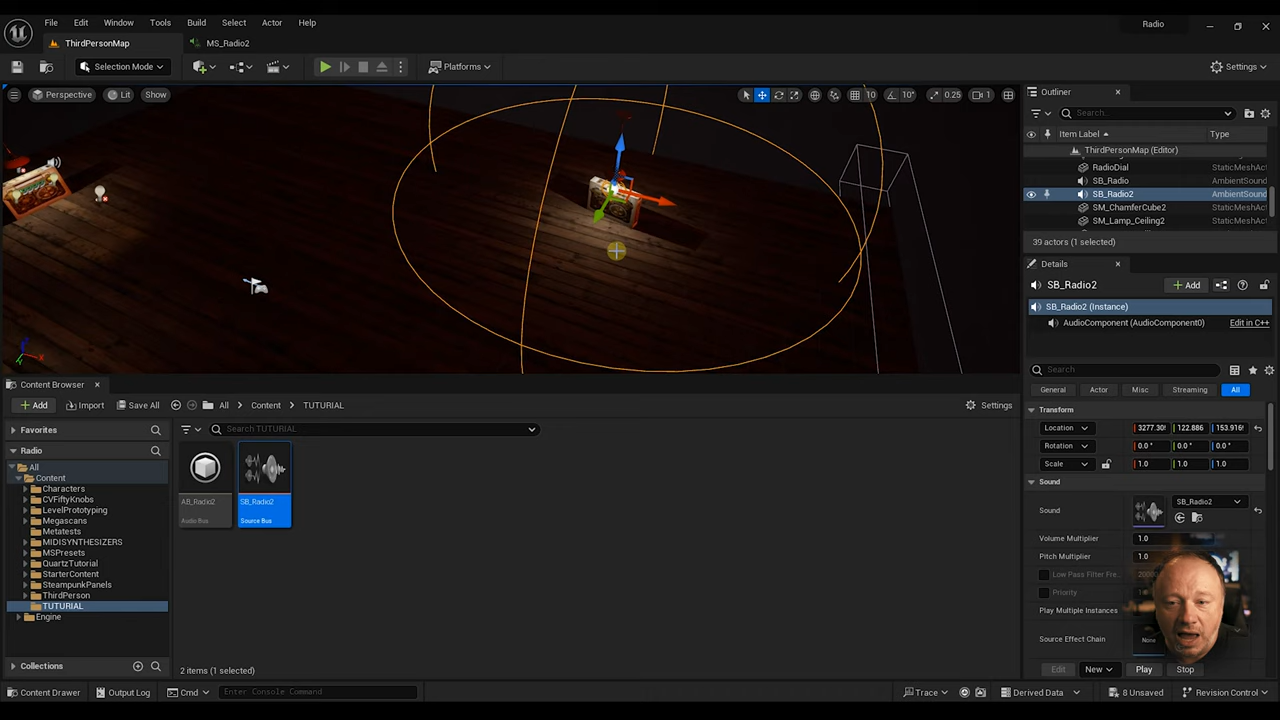 File Edit Window Tools Build Select Actor Help
Radio
ThirdPersonMap
MS_Radio2
Selection Mode
Platforms
Settings
Perspective Lit Show
10 10° 0.25 1
Outliner
Search...
Item Label Type
ThirdPersonMap (Editor)
RadioDial StaticMeshAct
SB_Radio AmbientSound
SB_Radio2 AmbientSound
SM_ChamferCube2 StaticMeshAct
SM_Lamp_Ceiling2 StaticMeshAct
39 actors (1 selected)
Details
SB_Radio2
Add
SB_Radio2 (Instance)
AudioComponent (AudioComponent0) Edit in C++
Search
General Actor Misc Streaming All
Transform
Location 3277.30 122.886 153.916
Rotation 0.0 ° 0.0 ° 0.0 °
Scale 1.0 1.0 1.0
Sound
Sound SB_Radio2
Volume Multiplier 1.0
Pitch Multiplier 1.0
Low Pass Filter Fre 20000
Priority
Play Multiple Instances
Source Effect Chain None
Edit New Play Stop
Content Browser
Add Import Save All All Content TUTURIAL Settings
Favorites
Search TUTURIAL
Radio
All
Content
Characters
CVFiftyKnobs
LevelPrototyping
Megascans
Metatests
MIDISYNTHESIZERS
MSPresets
QuartzTutorial
StarterContent
SteampunkPanels
ThirdPerson
TUTURIAL
Engine
AB_Radio2
Audio Bus
SB_Radio2
Source Bus
Collections
2 items (1 selected)
Content Drawer Output Log Cmd Enter Console Command Trace Derived Data 8 Unsaved Revision Control